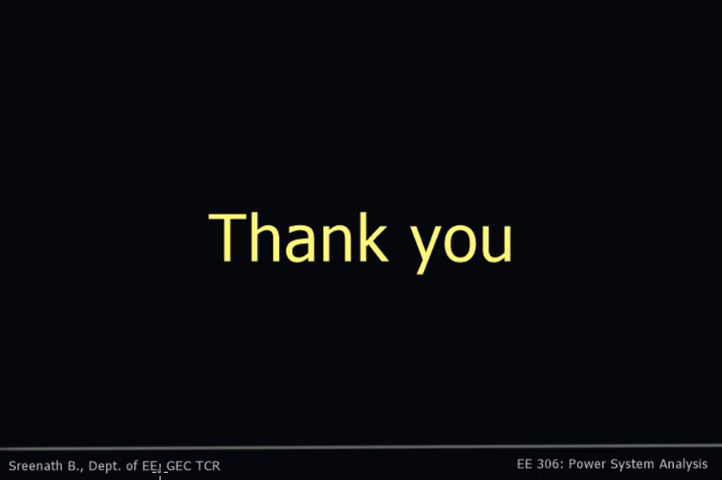 Thank you
Sreenath B., Dept. of EE, GEC TCR
EE 306: Power System Analysis